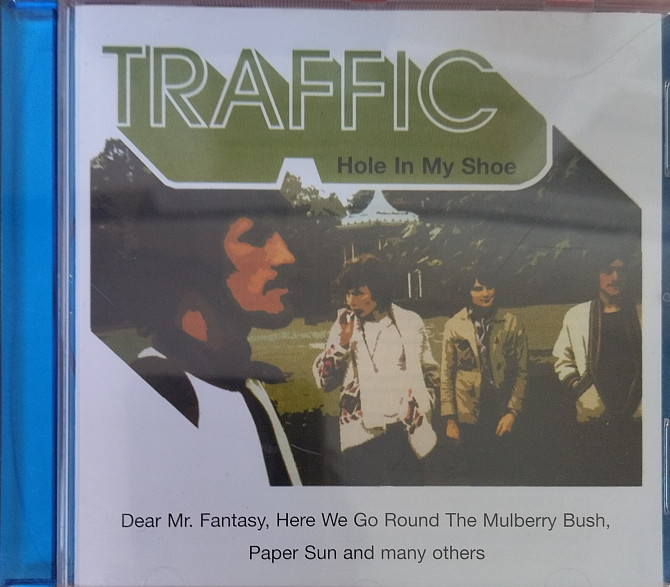 TRAFFIC
Hole In My Shoe
Dear Mr. Fantasy, Here We Go Round The Mulberry Bush,
Paper Sun and many others